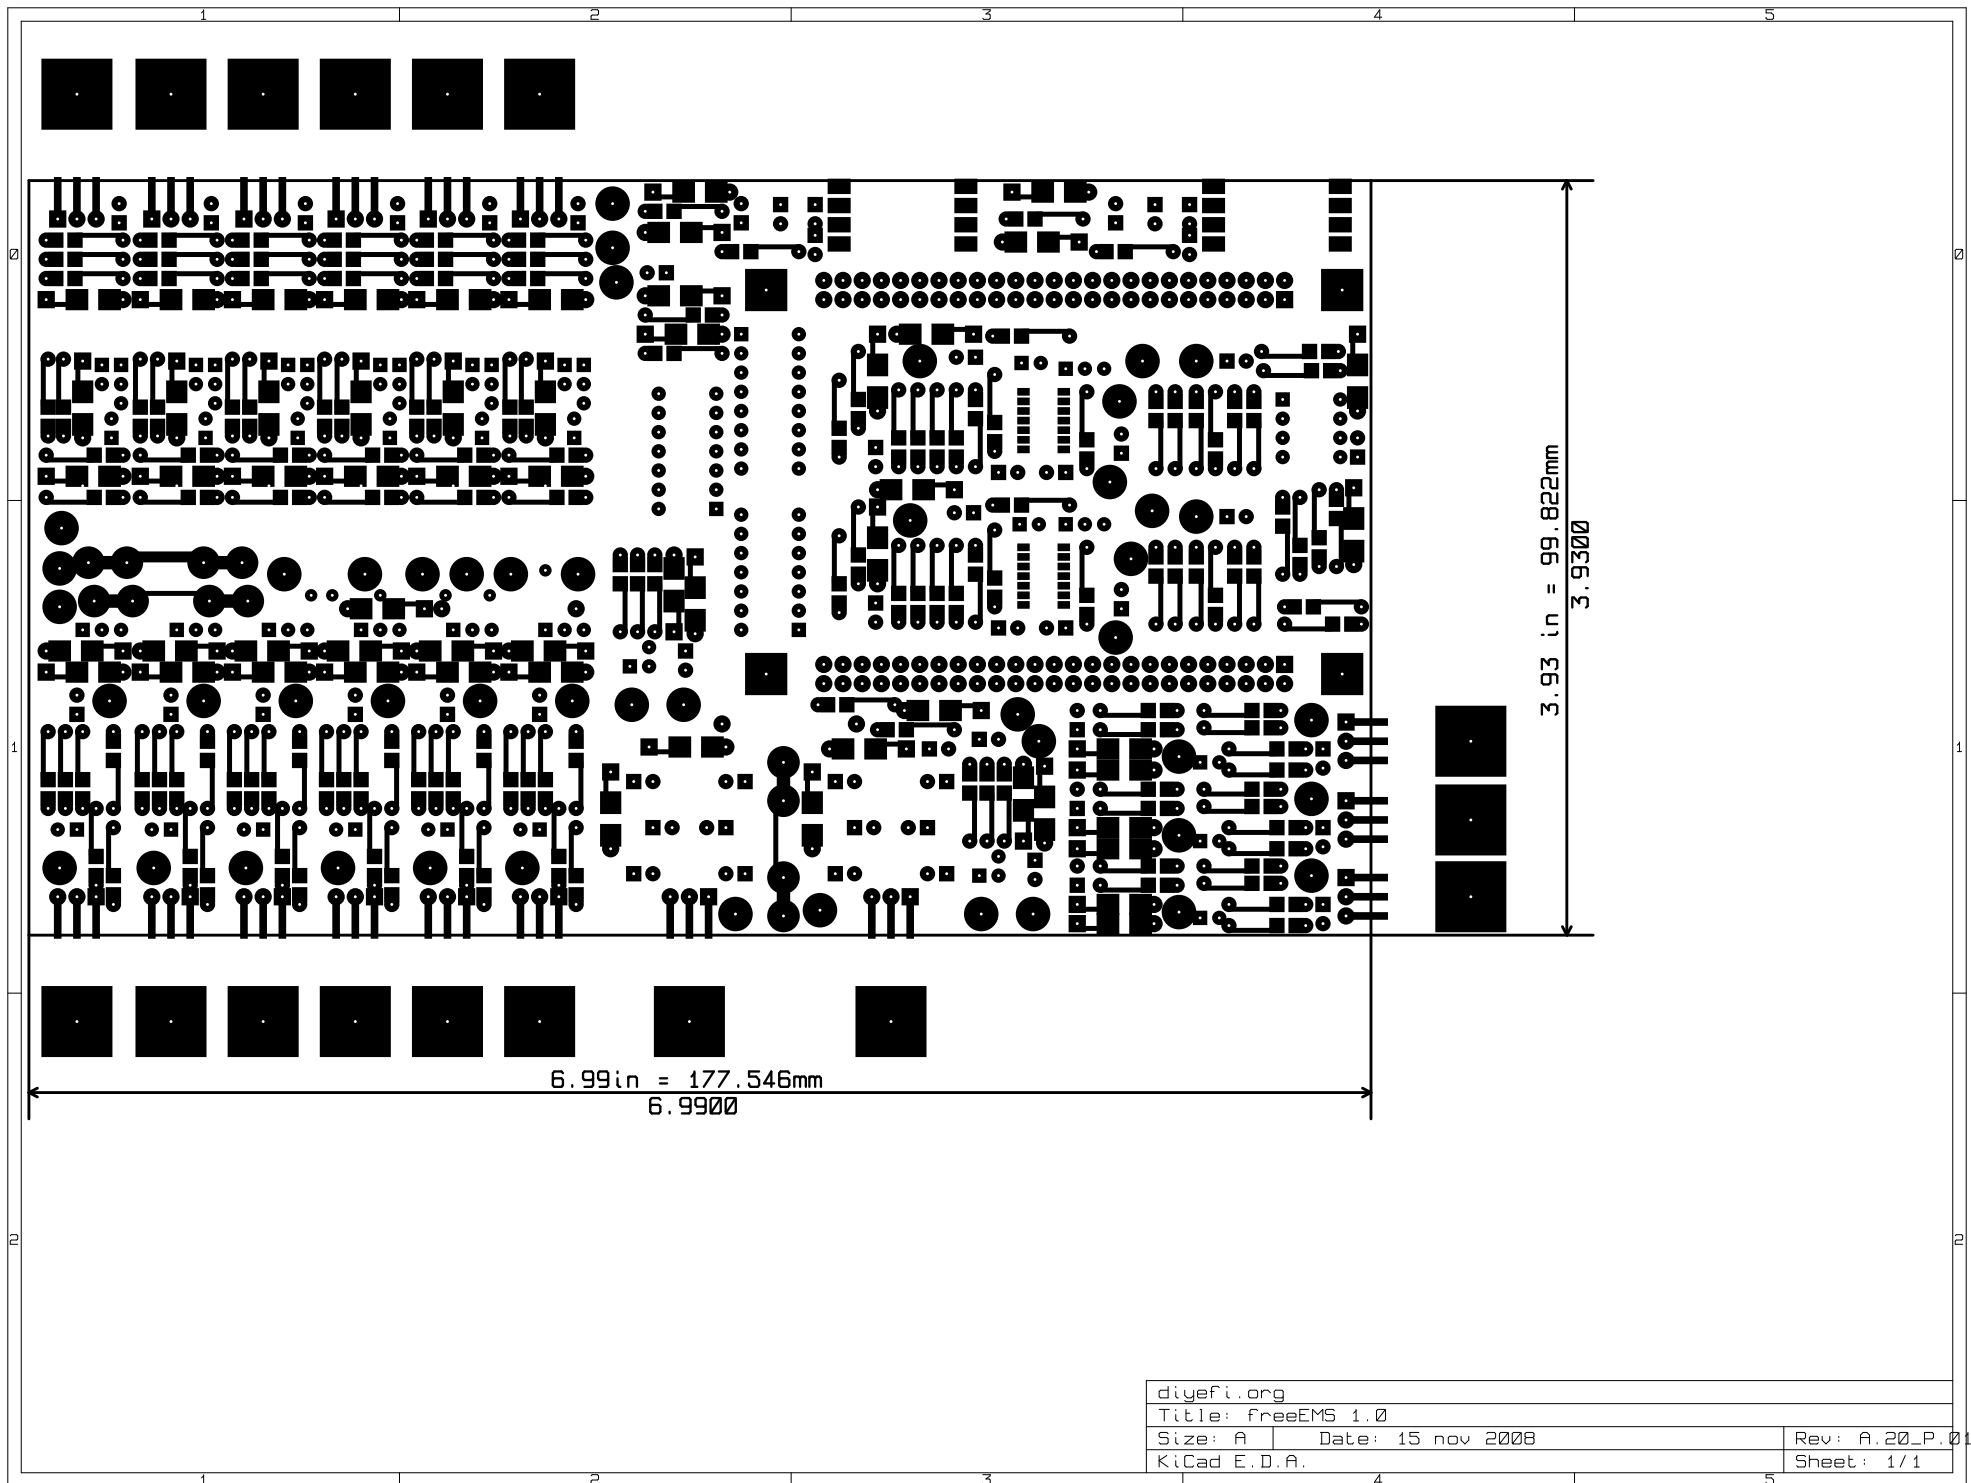 1 2 3 4 5
0 0
3.93 in = 99.822mm
3.9300
1 1
6.99in = 177.546mm
6.9900
2 2
diyefi.org
Title: freeEMS 1.0
Size: A Date: 15 nov 2008 Rev: A.20_P.01
KiCad E.D.A. Sheet: 1/1
1 2 3 4 5